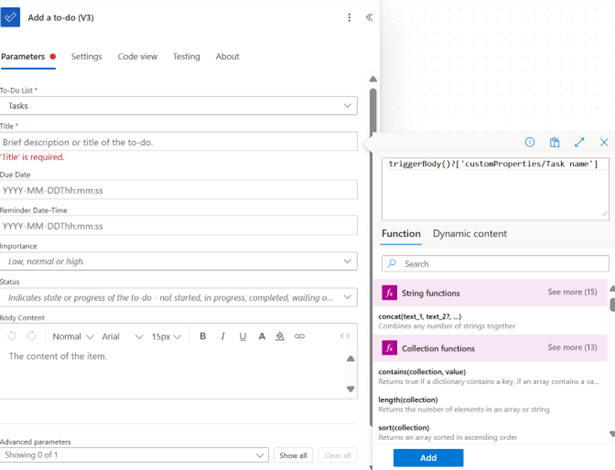 Add a to-do (V3)
Parameters
Settings
Code view
Testing
About
To-Do List *
Tasks
Title *
Brief description or title of the to-do.
'Title' is required.
Due Date
YYYY-MM-DDThh:mm:ss
Reminder Date-Time
YYYY-MM-DDThh:mm:ss
Importance
Low, normal or high.
Status
Indicates state or progress of the to-do - not started, in progress, completed, waiting o...
Body Content
Normal
Arial
15px
B
I
U
A
The content of the item.
Advanced parameters
Showing 0 of 1
Show all
Clear all
triggerBody()?['customProperties/Task name']
Function
Dynamic content
Search
fx
String functions
See more (15)
concat(text_1, text_2?, ...)
Combines any number of strings together
fx
Collection functions
See more (13)
contains(collection, value)
Returns true if a dictionary contains a key, if an array contains a va...
length(collection)
Returns the number of elements in an array or string
sort(collection)
Returns an array sorted in ascending order
Add